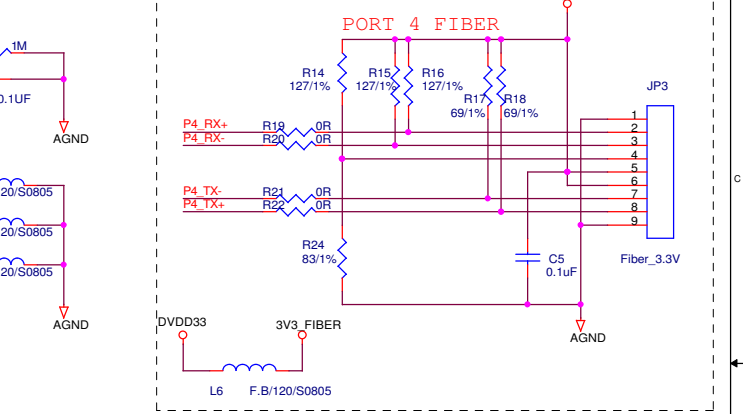 PORT 4 FIBER
1M
0.1UF
AGND
20/S0805
20/S0805
20/S0805
AGND
R14
127/1%
R15
127/1%
R16
127/1%
R17
69/1%
R18
69/1%
JP3
P4_RX+
R19
0R
P4_RX-
R20
0R
P4_TX-
R21
0R
P4_TX+
R22
0R
1
2
3
4
5
6
7
8
9
R24
83/1%
C5
0.1uF
Fiber_3.3V
AGND
DVDD33
3V3_FIBER
L6
F.B/120/S0805
C